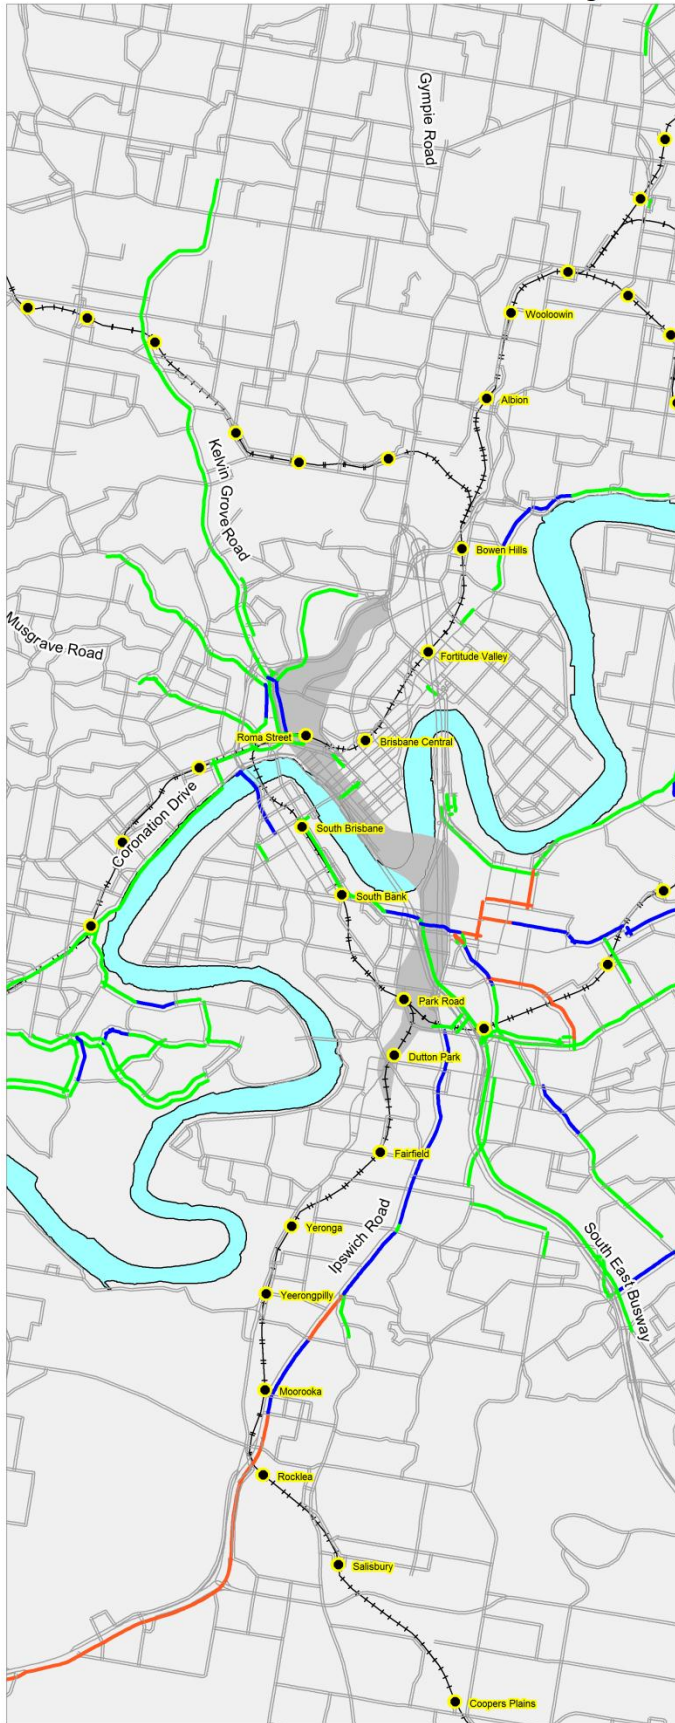 Gympie Road
Wooloowin
Albion
Kelvin Grove Road
Bowen Hills
Musgrave Road
Fortitude Valley
Roma Street
Brisbane Central
Coronation Drive
South Brisbane
South Bank
Park Road
Dutton Park
Fairfield
Ipswich Road
Yeronga
South East Busway
Yeerongpilly
Moorooka
Rocklea
Salisbury
Coopers Plains